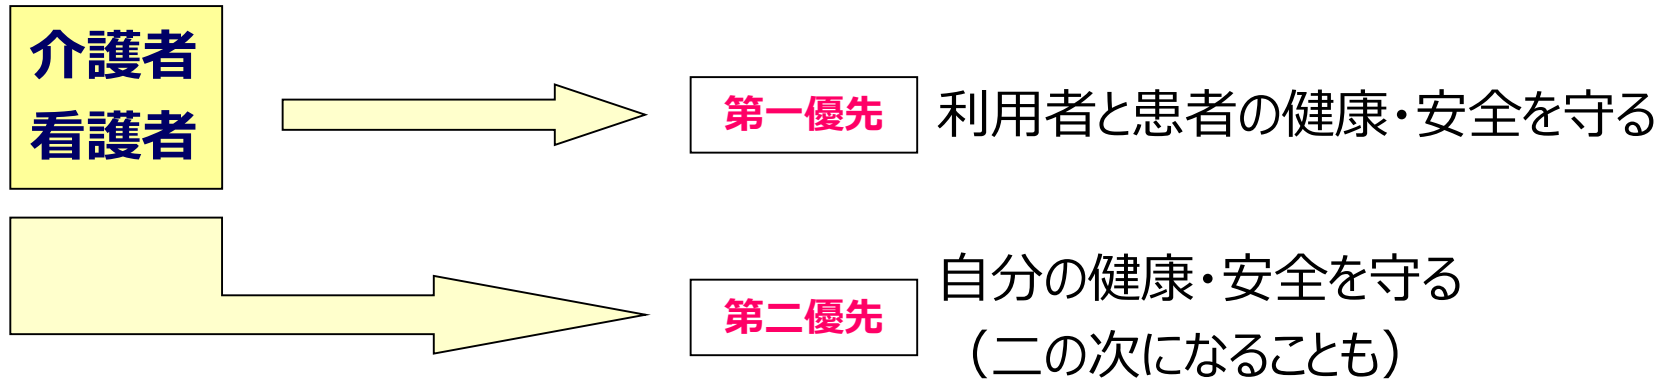 介護者
看護者
第一優先
利用者と患者の健康・安全を守る
第二優先
自分の健康・安全を守る
（二の次になることも）